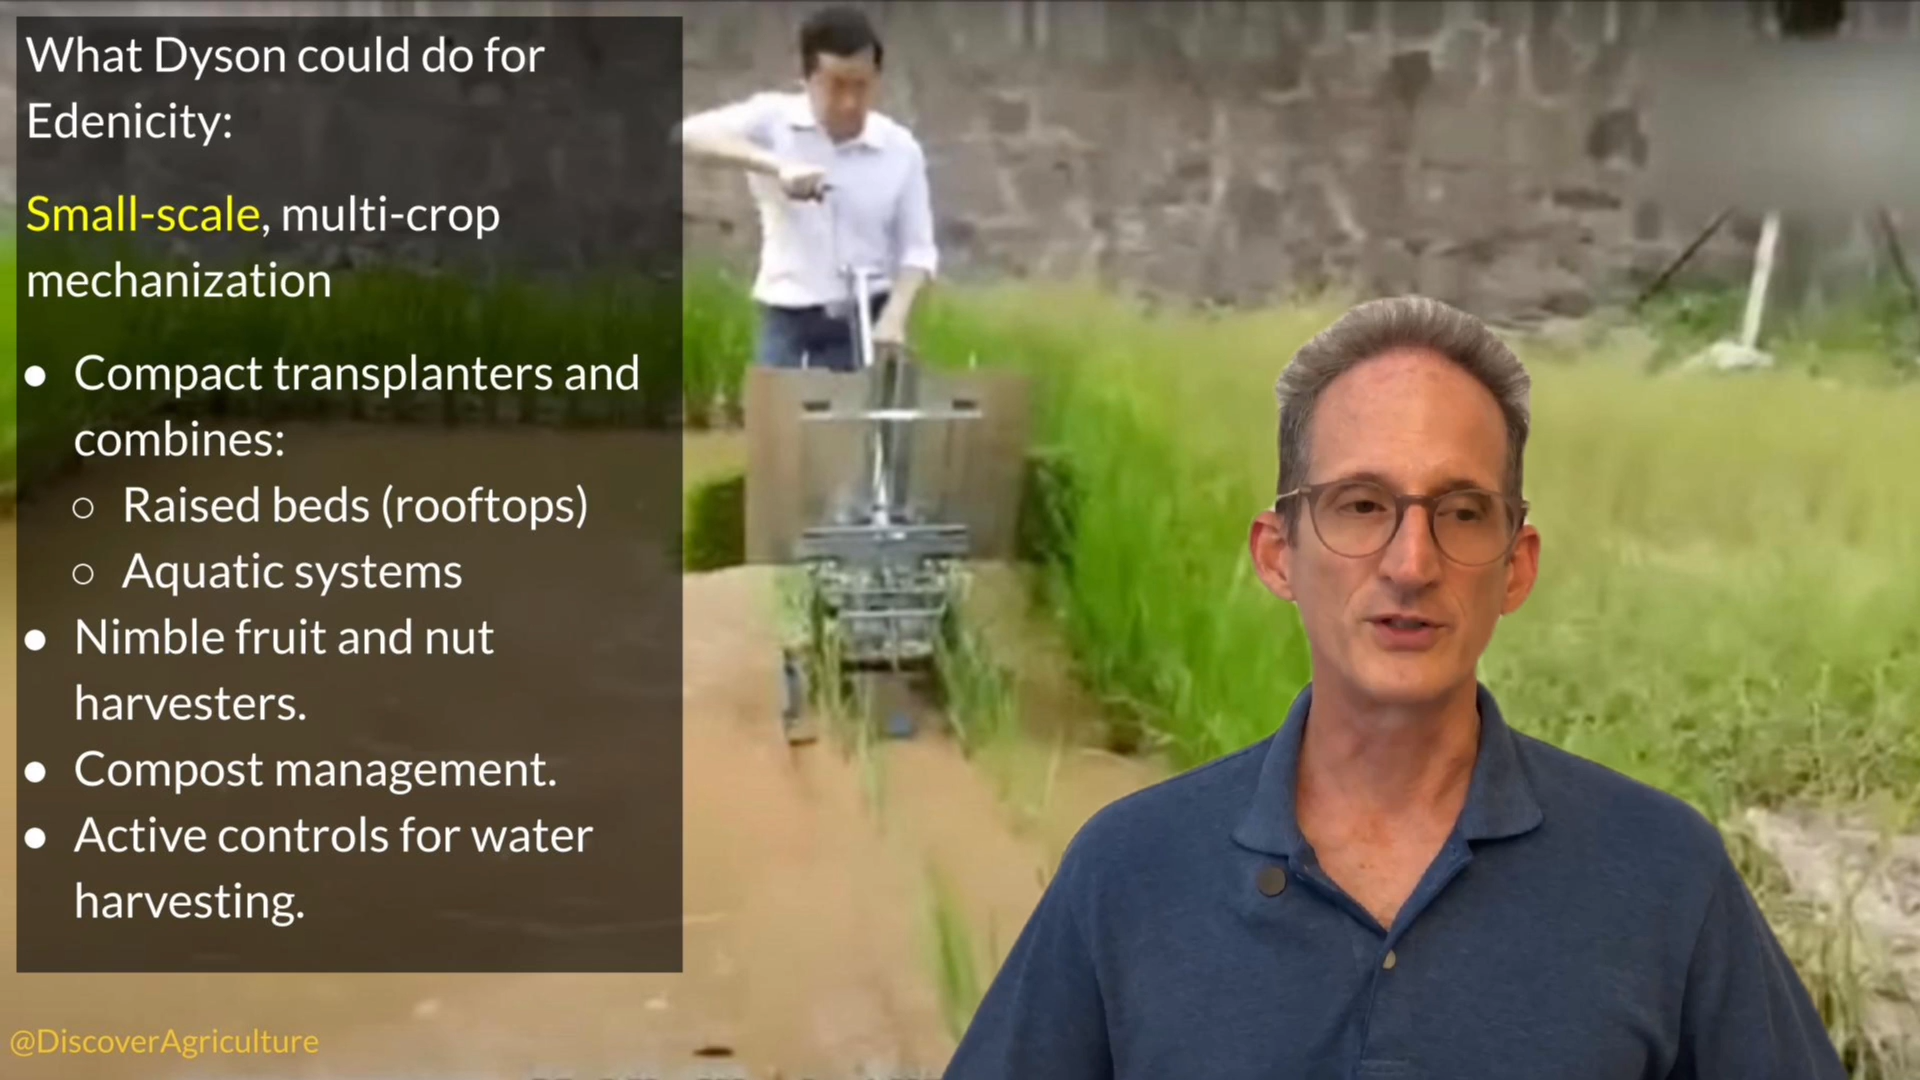 What Dyson could do for
Edenicity:
Small-scale, multi-crop
mechanization
● Compact transplanters and
combines:
○ Raised beds (rooftops)
○ Aquatic systems
● Nimble fruit and nut
harvesters.
● Compost management.
● Active controls for water
harvesting.
@DiscoverAgriculture